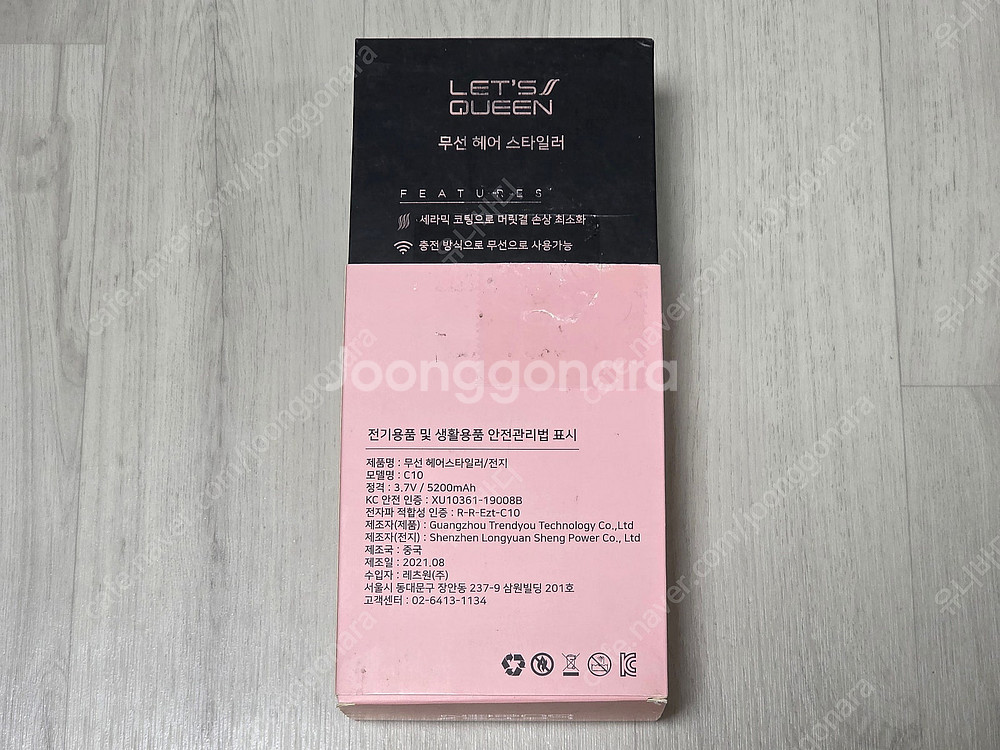 LET'S
QUEEN
무선 헤어 스타일러
FEATURES
세라믹 코팅으로 머릿결 손상 최소화
충전 방식으로 무선으로 사용가능
Joonggonara
전기용품 및 생활용품 안전관리법 표시
제품명 : 무선 헤어스타일러/전지
모델명 : C10
정격 : 3.7V / 5200mAh
KC 안전 인증 : XU10361-19008B
전자파 적합성 인증 : R-R-Ezt-C10
제조자(제품) : Guangzhou Trendyou Technology Co.,Ltd
제조자(전지) : Shenzhen Longyuan Sheng Power Co., Ltd
제조국 : 중국
제조일 : 2021.08
수입자 : 레츠원(주)
서울시 동대문구 장안동 237-9 삼원빌딩 201호
고객센터 : 02-6413-1134
cafe.naver.com/joonggonara